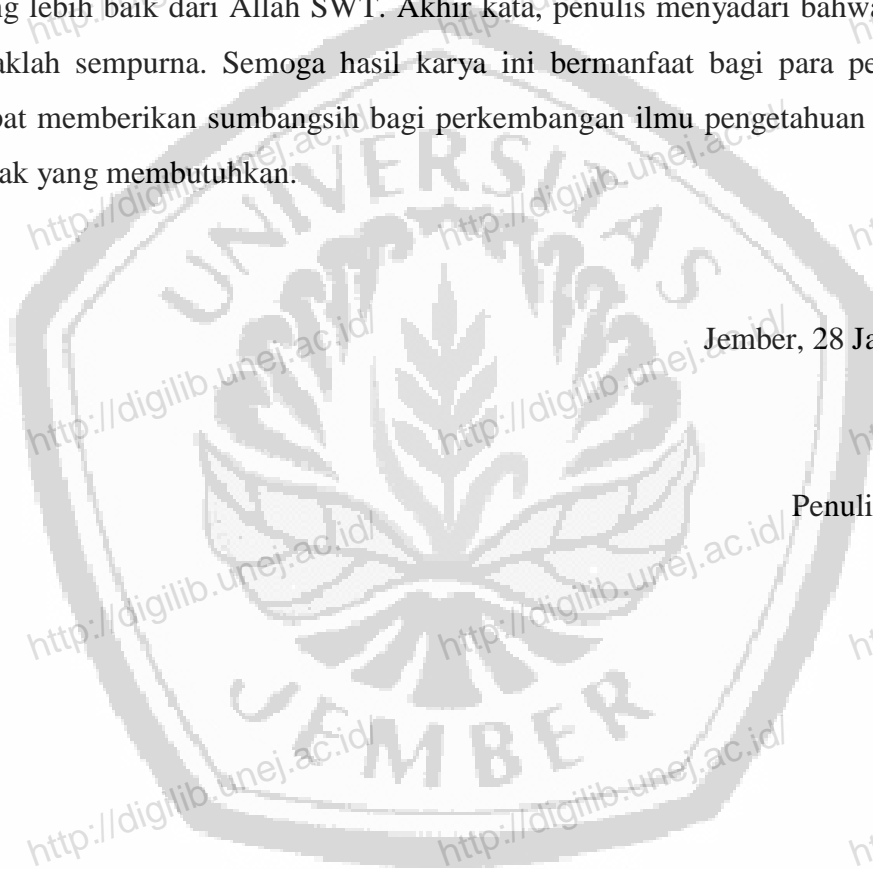 ng lebih baik dari Allah SWT. Akhir kata, penulis menyadari bahwa
aklah sempurna. Semoga hasil karya ini bermanfaat bagi para pe
pat memberikan sumbangsih bagi perkembangan ilmu pengetahuan
ak yang membutuhkan.
http://digilib.unej.ac.id/
http://digilib.unej.ac.id/
UNIVERSITAS
Jember, 28 Ja
http://digilib.unej.ac.id/
http://digilib.unej.ac.id/
Penulis
http://digilib.unej.ac.id/
http://digilib.unej.ac.id/
JEMBER
http://digilib.unej.ac.id/
http://digilib.unej.ac.id/